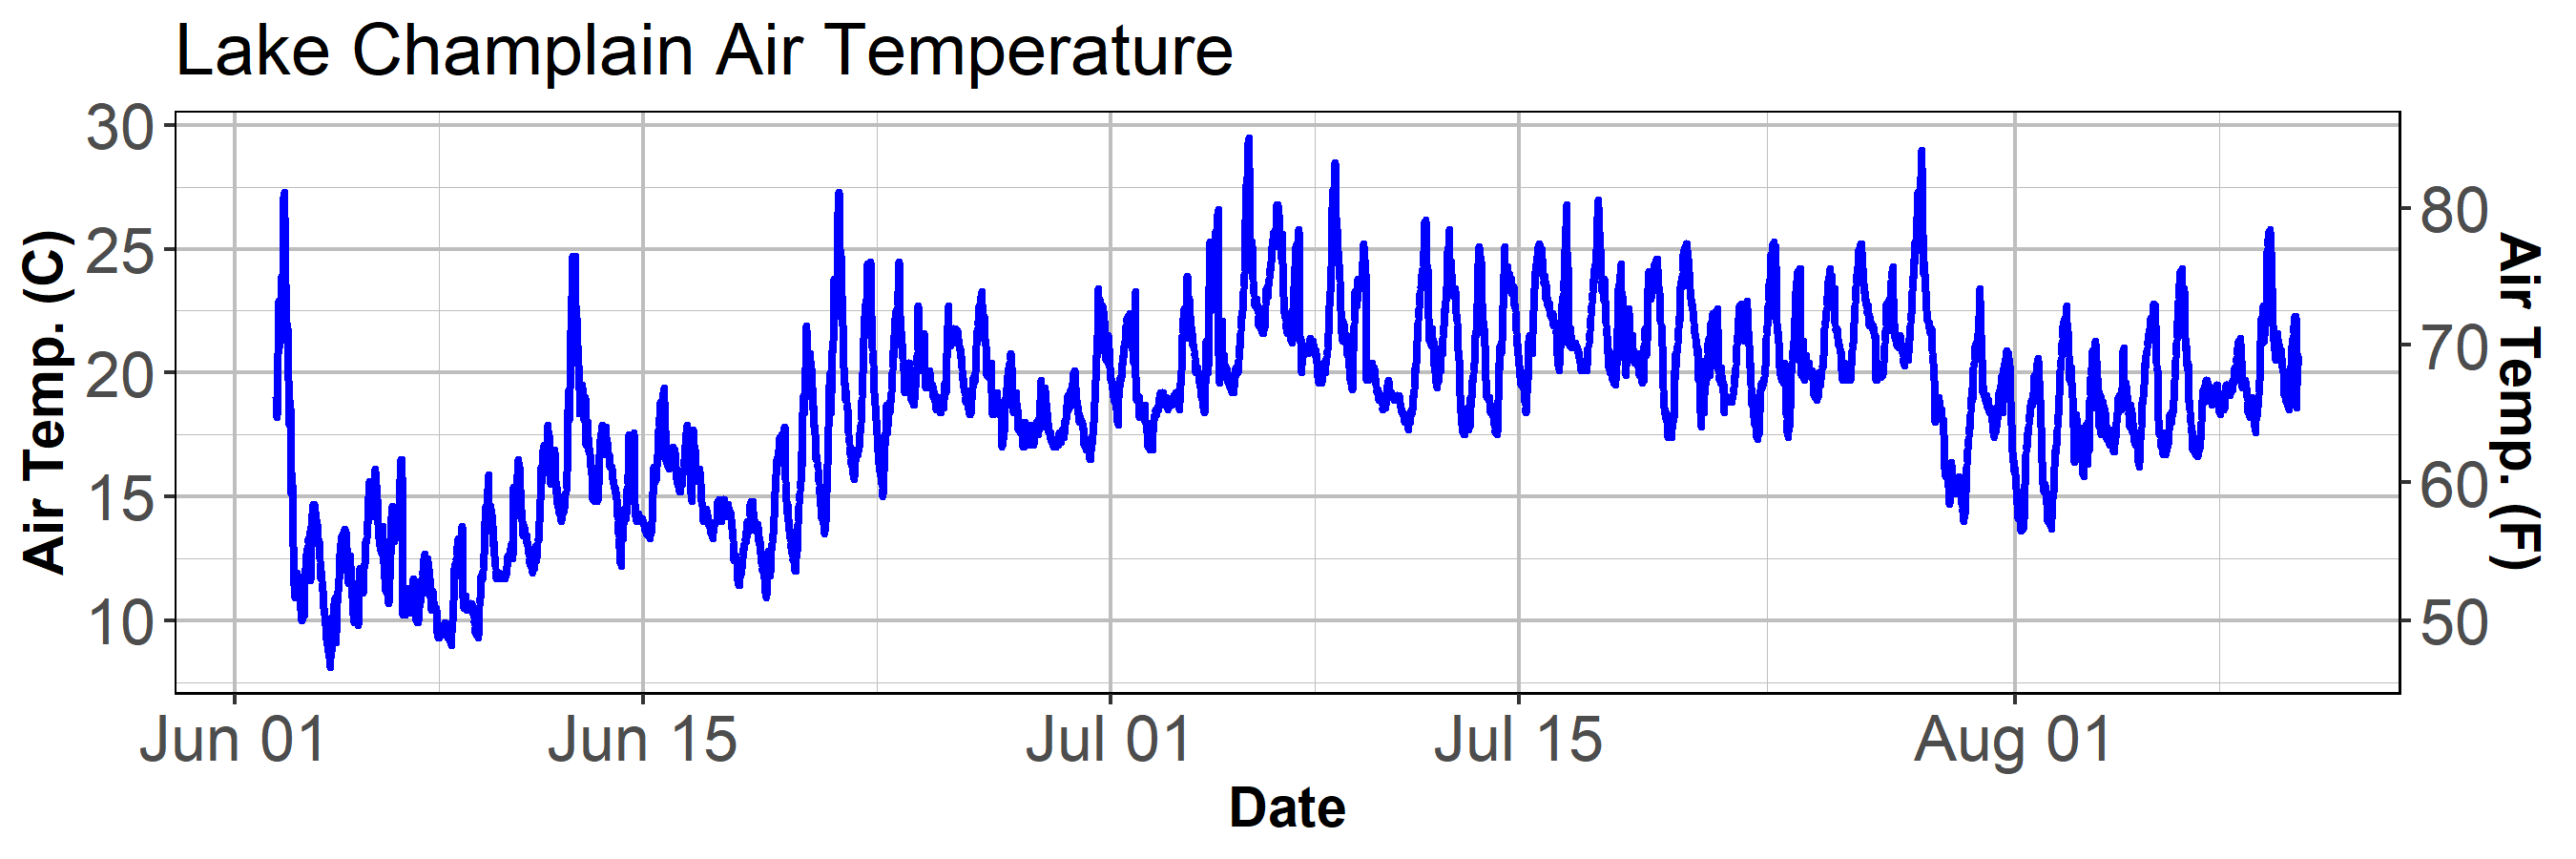 Lake Champlain Air Temperature
30
25
20
15
10
Air Temp. (C)
80
70
60
50
Air Temp. (F)
Jun 01 Jun 15 Jul 01 Jul 15 Aug 01
Date